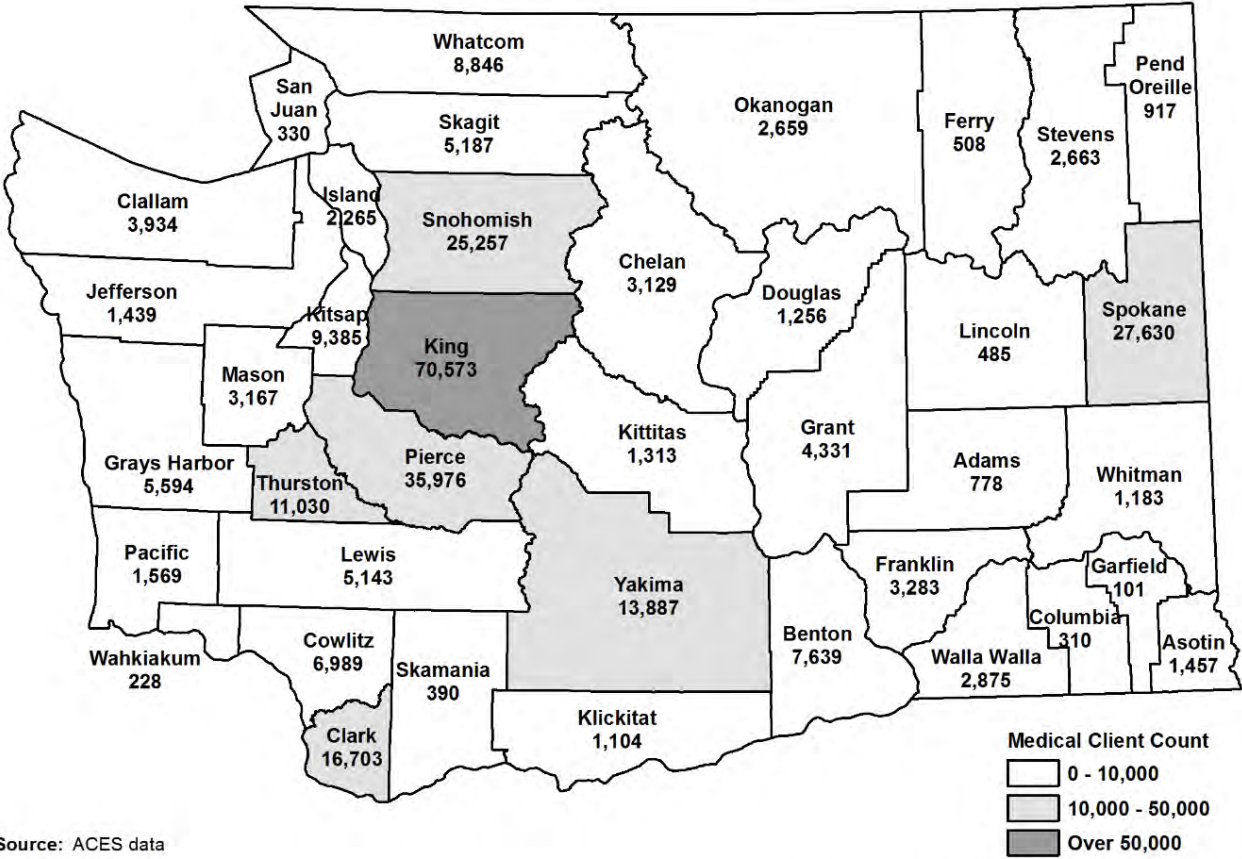 Whatcom
8,846
San
Juan
330
Skagit
5,187
Okanogan
2,659
Ferry
508
Stevens
2,663
Pend
Oreille
917
Clallam
3,934
Island
2,265
Snohomish
25,257
Chelan
3,129
Douglas
1,256
Jefferson
1,439
Kitsap
9,385
King
70,573
Lincoln
485
Spokane
27,630
Mason
3,167
Grays Harbor
5,594
Thurston
11,030
Pierce
35,976
Kittitas
1,313
Grant
4,331
Adams
778
Whitman
1,183
Pacific
1,569
Lewis
5,143
Yakima
13,887
Franklin
3,283
Garfield
101
Columbia
310
Asotin
1,457
Wahkiakum
228
Cowlitz
6,989
Skamania
390
Benton
7,639
Walla Walla
2,875
Clark
16,703
Klickitat
1,104
Medical Client Count
0 - 10,000
10,000 - 50,000
Over 50,000
Source: ACES data